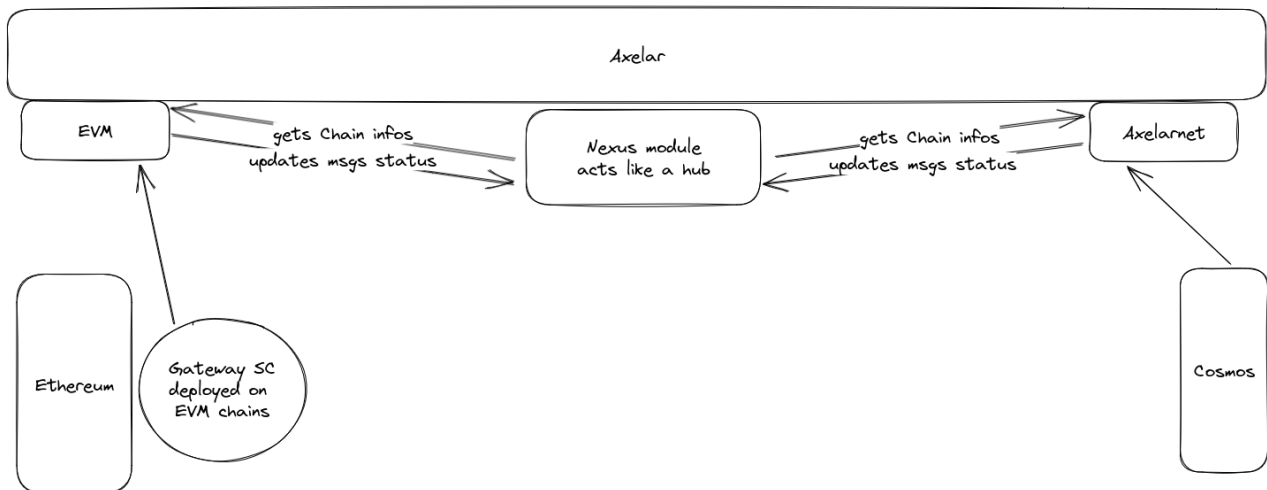 Axelar
EVM
gets Chain infos
updates msgs status
Nexus module
acts like a hub
gets Chain infos
updates msgs status
Axelarnet
Ethereum
Gateway SC
deployed on
EVM chains
Cosmos